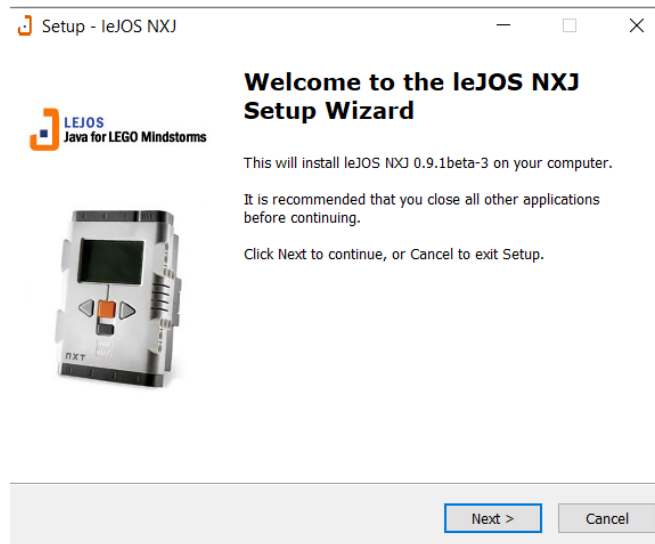 Setup - leJOS NXJ
Welcome to the leJOS NXJ
Setup Wizard
LEJOS
Java for LEGO Mindstorms
This will install leJOS NXJ 0.9.1beta-3 on your computer.
It is recommended that you close all other applications
before continuing.
Click Next to continue, or Cancel to exit Setup.
NXT
Next >
Cancel